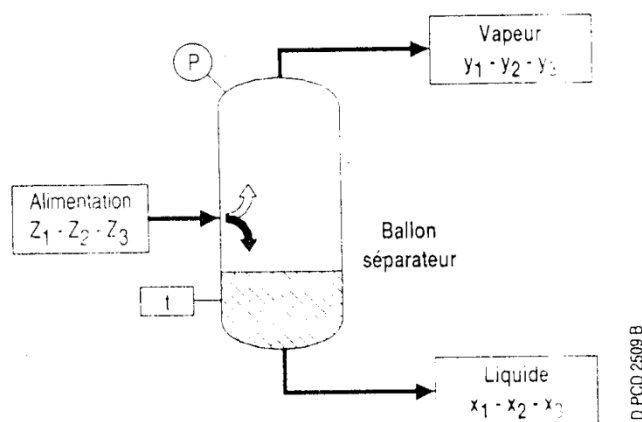 P
Vapeur
y1 - y2 - y3
Alimentation
Z1 - Z2 - Z3
Ballon
séparateur
t
Liquide
x1 - x2 - x3
D PCD 2509 B